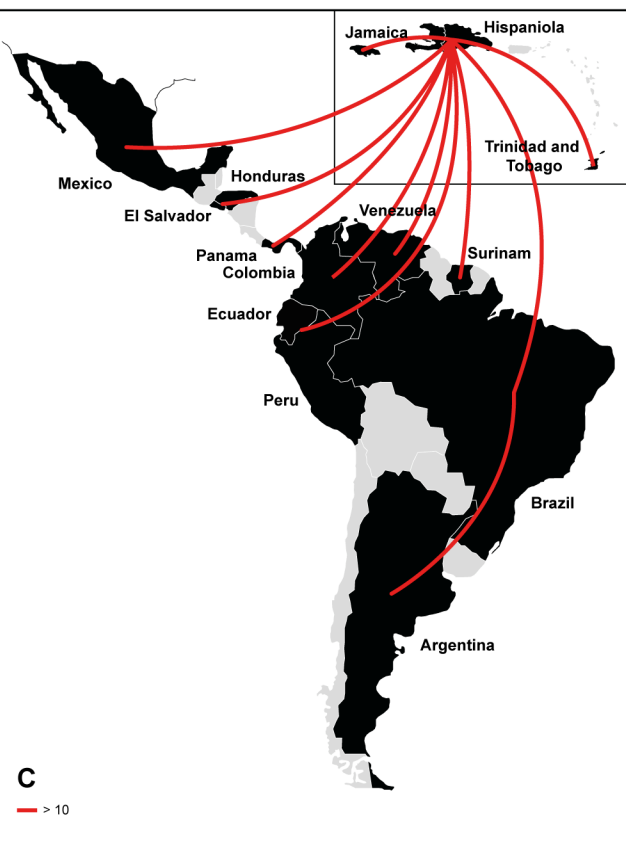 Jamaica
Hispaniola
Trinidad and
Tobago
Mexico
Honduras
El Salvador
Venezuela
Panama
Colombia
Surinam
Ecuador
Peru
Brazil
Argentina
C
> 10